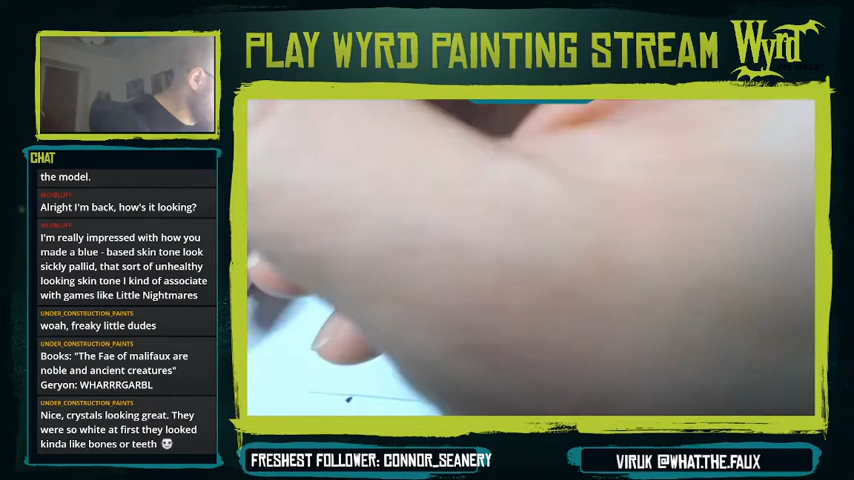 PLAY WYRD PAINTING STREAM
Wyrd
CHAT
the model.
Alright I'm back, how's it looking?
I'm really impressed with how you
made a blue - based skin tone look
sickly pallid, that sort of unhealthy
looking skin tone I kind of associate
with games like Little Nightmares
UNDER_CONSTRUCTION_PAINTS
woah, freaky little dudes
UNDER_CONSTRUCTION_PAINTS
Books: "The Fae of malifaux are
noble and ancient creatures"
Geryon: WHARRRGARBL
UNDER_CONSTRUCTION_PAINTS
Nice, crystals looking great. They
were so white at first they looked
kinda like bones or teeth
FRESHEST FOLLOWER: CONNOR_SEANERY
VIRUK @WHAT.THE.FAUX